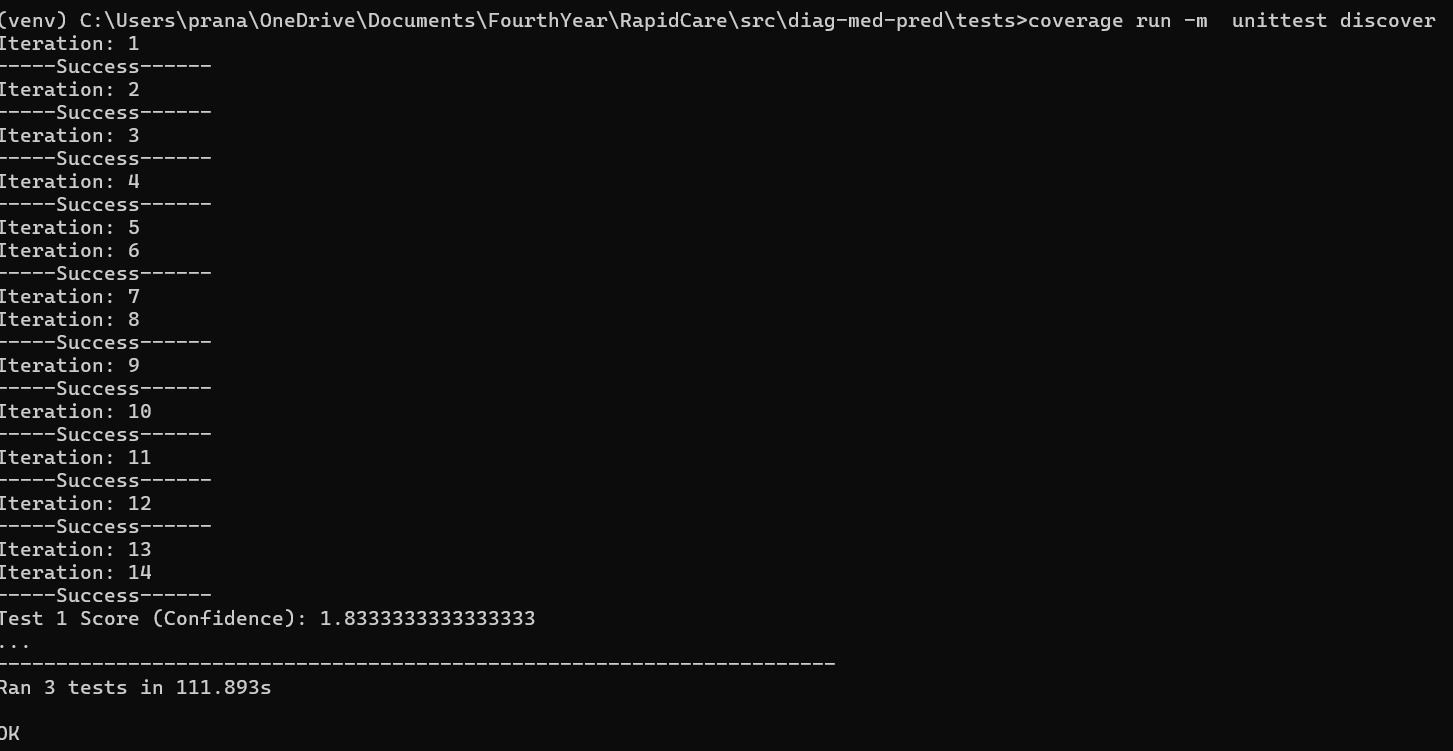 (venv) C:\Users\prana\OneDrive\Documents\FourthYear\RapidCare\src\diag-med-pred\tests>coverage run -m  unittest discover
Iteration: 1
-----Success------
Iteration: 2
-----Success------
Iteration: 3
-----Success------
Iteration: 4
-----Success------
Iteration: 5
Iteration: 6
-----Success------
Iteration: 7
Iteration: 8
-----Success------
Iteration: 9
-----Success------
Iteration: 10
-----Success------
Iteration: 11
-----Success------
Iteration: 12
-----Success------
Iteration: 13
Iteration: 14
-----Success------
Test 1 Score (Confidence): 1.8333333333333333
...
----------------------------------------------------------------------
Ran 3 tests in 111.893s
OK